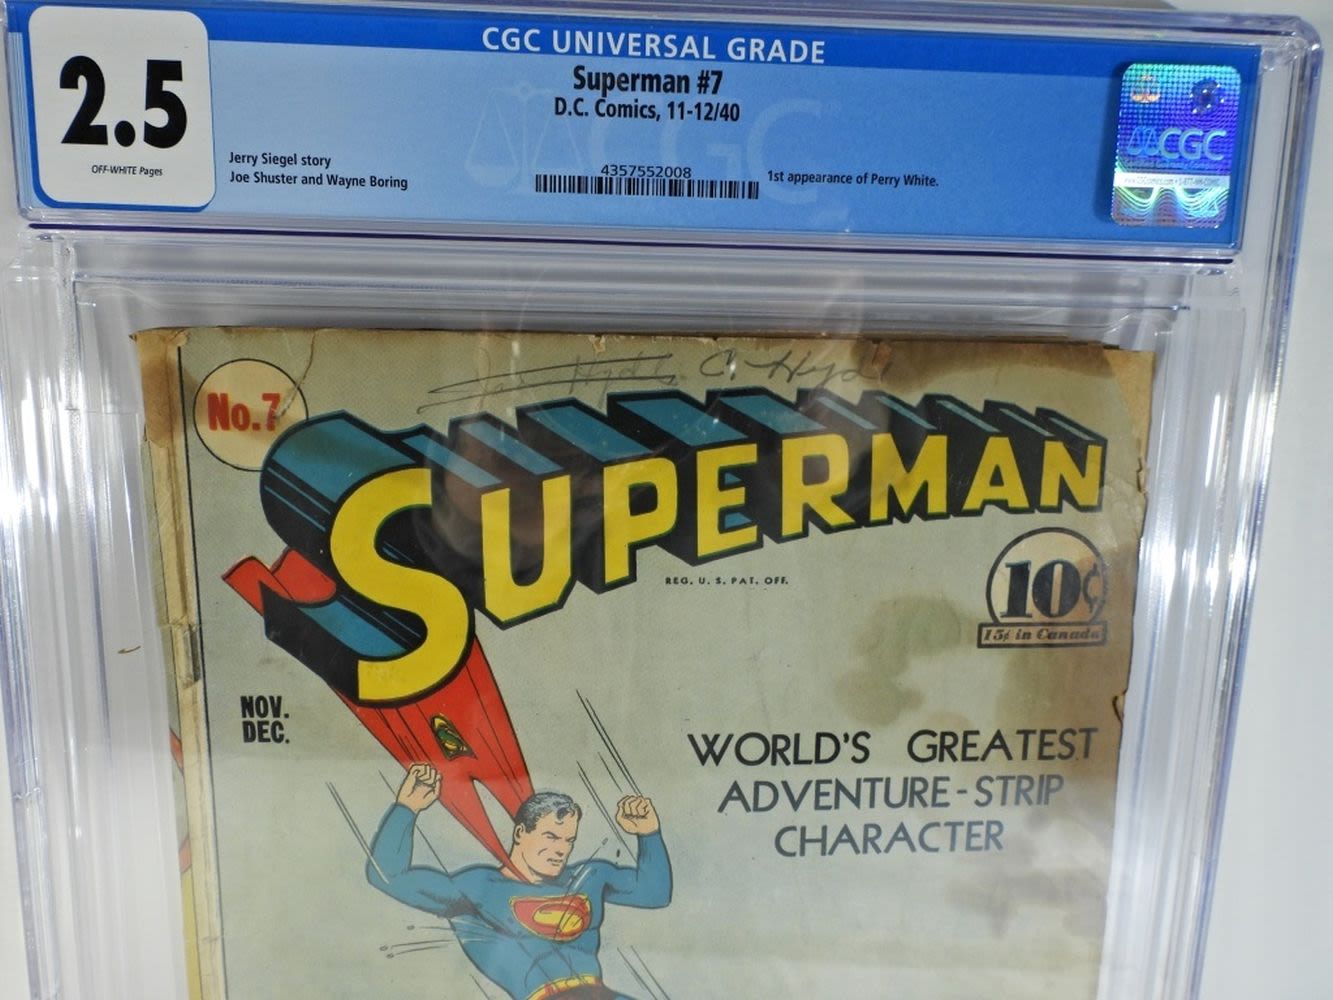 CGC UNIVERSAL GRADE
2.5
OFF-WHITE Pages
Superman #7
D.C. Comics, 11-12/40
Jerry Siegel story
Joe Shuster and Wayne Boring
4357552008
1st appearance of Perry White.
CGC
No.7
C. Hyde
SUPERMAN
REG. U. S. PAT. OFF.
10¢
15¢ in Canada
NOV.
DEC.
WORLD'S GREATEST
ADVENTURE-STRIP
CHARACTER